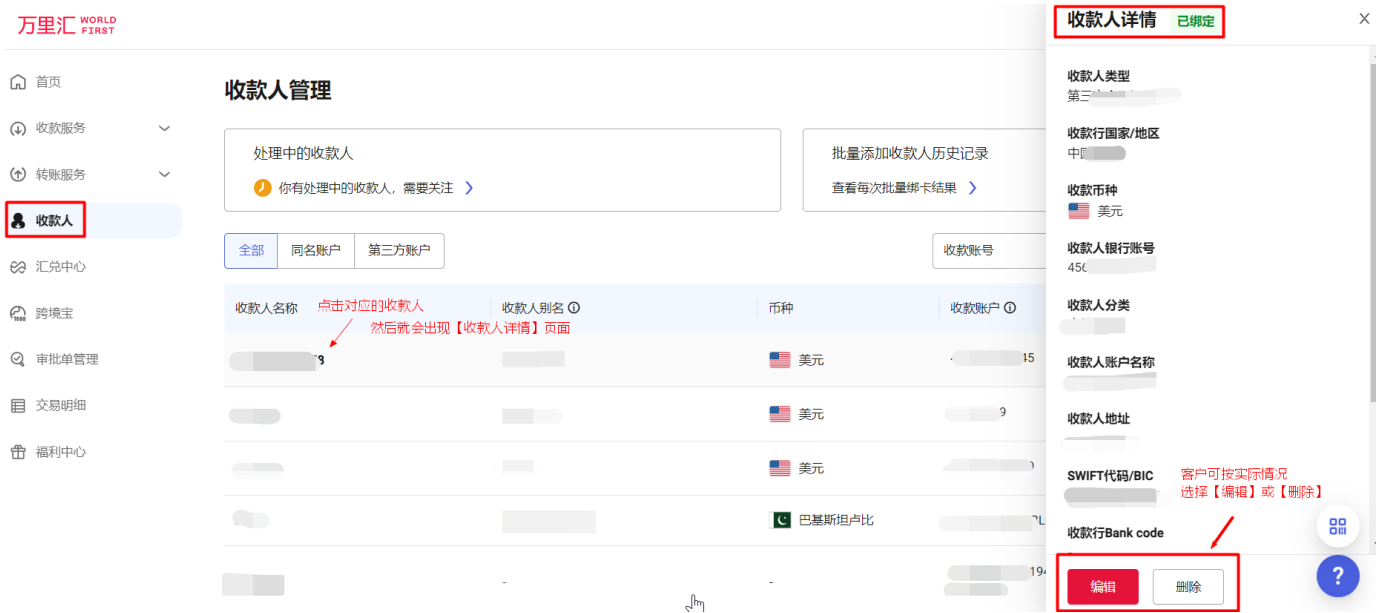 万里汇 WORLD FIRST
首页
收款服务
转账服务
收款人
汇兑中心
跨境宝
审批单管理
交易明细
福利中心
收款人管理
处理中的收款人
你有处理中的收款人，需要关注
批量添加收款人历史记录
查看每次批量绑卡结果
全部 同名账户 第三方账户
收款账号
收款人名称 收款人别名 币种 收款账户
点击对应的收款人
然后就会出现【收款人详情】页面
美元 45
美元 9
美元
巴基斯坦卢比
- - 194
收款人详情 已绑定
收款人类型
第三
收款行国家/地区
中国
收款币种
美元
收款人银行账号
456
收款人分类
收款人账户名称
收款人地址
SWIFT代码/BIC
客户可按实际情况
选择【编辑】或【删除】
收款行Bank code
编辑 删除
?